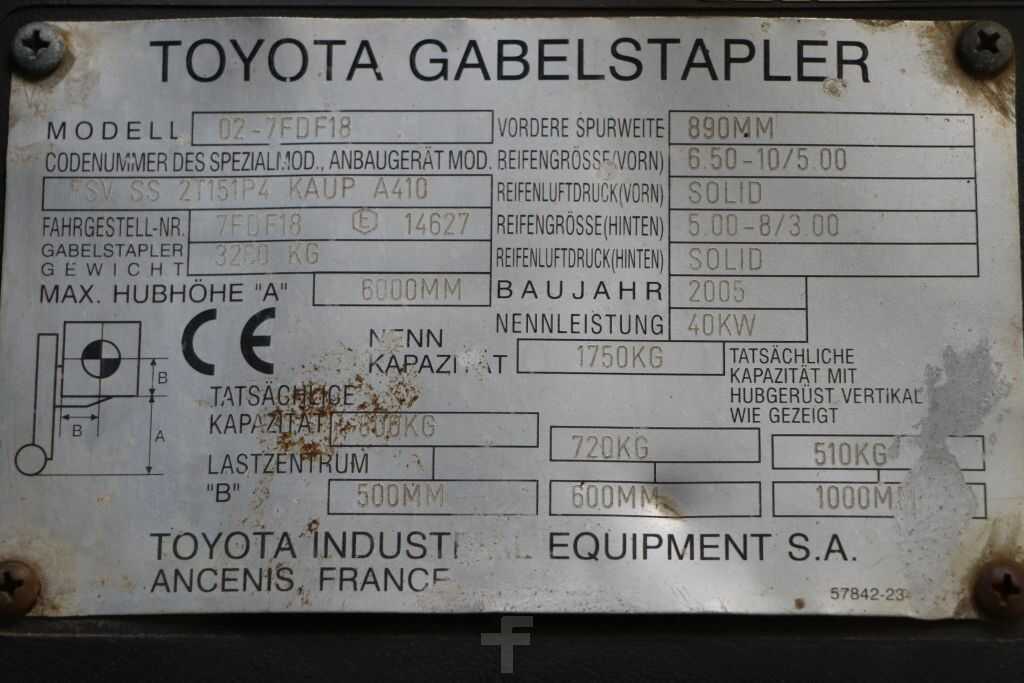 TOYOTA GABELSTAPLER
MODELL 02-7FDF18 VORDERE SPURWEITE 890MM
CODENUMMER DES SPEZIALMOD., ANBAUGERÄT MOD. REIFENGRÖSSE(VORN) 6.50-10/5.00
FSV SS 2T151P4 KAUP A410 REIFENLUFTDRUCK(VORN) SOLID
FAHRGESTELL-NR. 7FDF18 E 14627 REIFENGRÖSSE(HINTEN) 5.00-8/3.00
GABELSTAPLER
GEWICHT KG REIFENLUFTDRUCK(HINTEN) SOLID
MAX. HUBHÖHE "A" 6000MM BAUJAHR 2005
NENNLEISTUNG 40KW
NENN
KAPAZITÄT 1750KG
TATSÄCHLICHE
KAPAZITÄT MIT
HUBGERÜST VERTIKAL
WIE GEZEIGT
B
B
A
CE
TATSÄCHLICE
KAPAZITÄT 720KG 510KG
LASTZENTRUM
"B" 500MM 600MM 1000MM
TOYOTA INDUSTRIAL EQUIPMENT S.A.
ANCENIS, FRANCE
57842-23